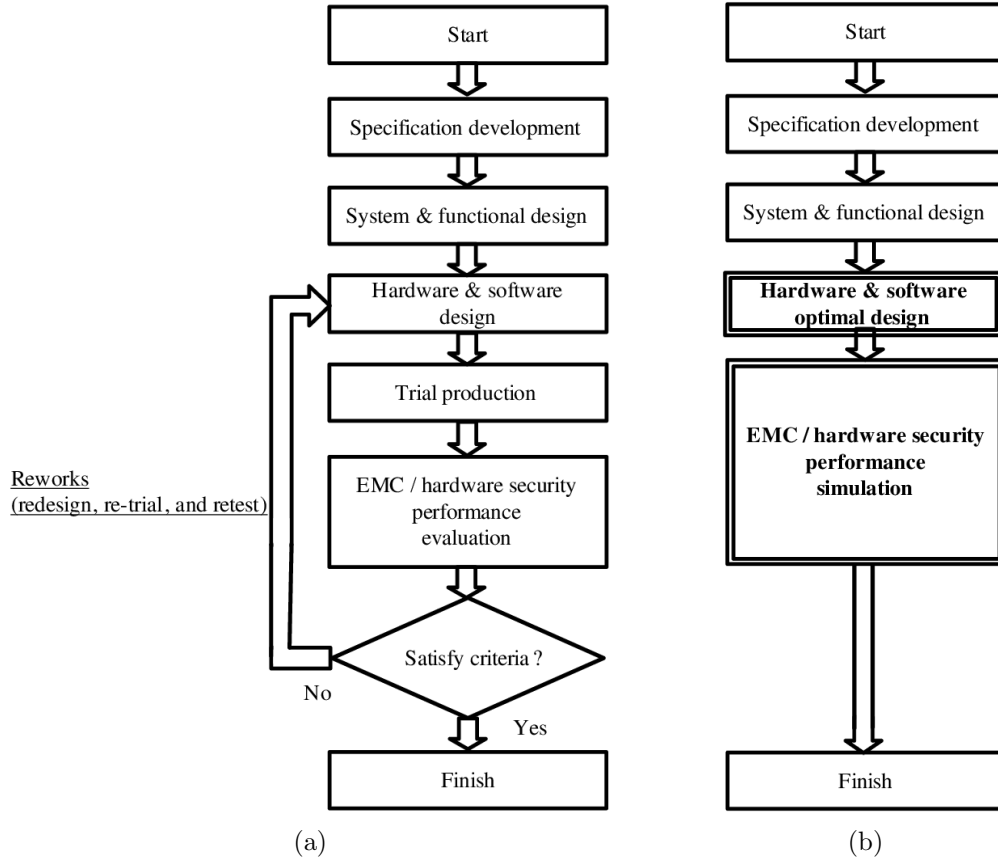 Start
Specification development
System & functional design
Hardware & software
design
Trial production
Reworks
(redesign, re-trial, and retest)
EMC / hardware security
performance
evaluation
Satisfy criteria ?
No
Yes
Finish
(a)
Start
Specification development
System & functional design
Hardware & software
optimal design
EMC / hardware security
performance
simulation
Finish
(b)